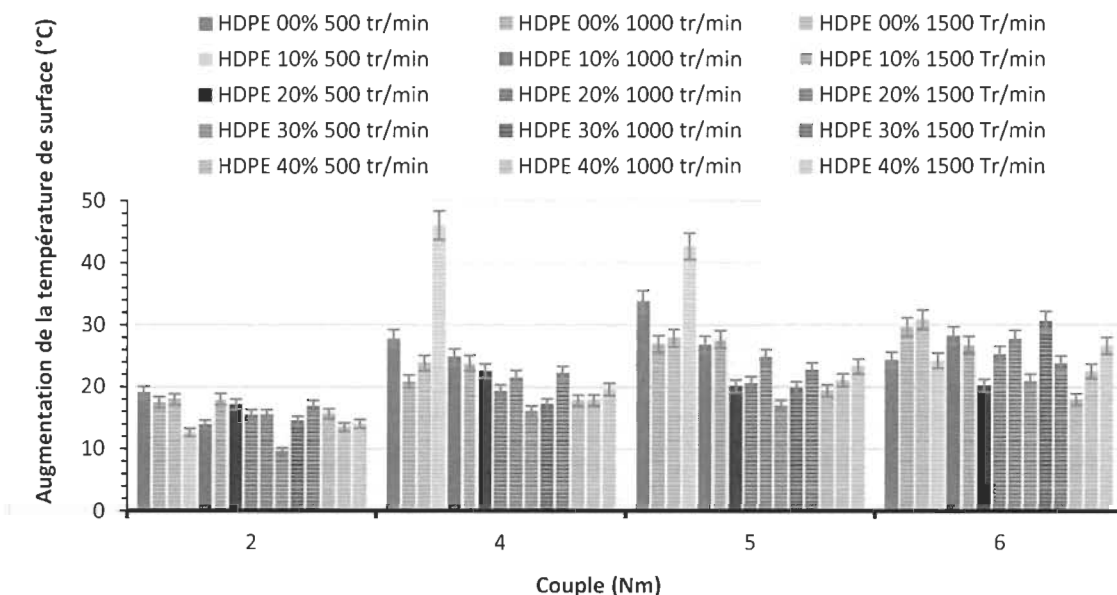 HDPE 00% 500 tr/min HDPE 00% 1000 tr/min HDPE 00% 1500 Tr/min
HDPE 10% 500 tr/min HDPE 10% 1000 tr/min HDPE 10% 1500 Tr/min
HDPE 20% 500 tr/min HDPE 20% 1000 tr/min HDPE 20% 1500 Tr/min
HDPE 30% 500 tr/min HDPE 30% 1000 tr/min HDPE 30% 1500 Tr/min
HDPE 40% 500 tr/min HDPE 40% 1000 tr/min HDPE 40% 1500 Tr/min
Augmentation de la température de surface (°C)
50
40
30
20
10
0
2 4 5 6
Couple (Nm)